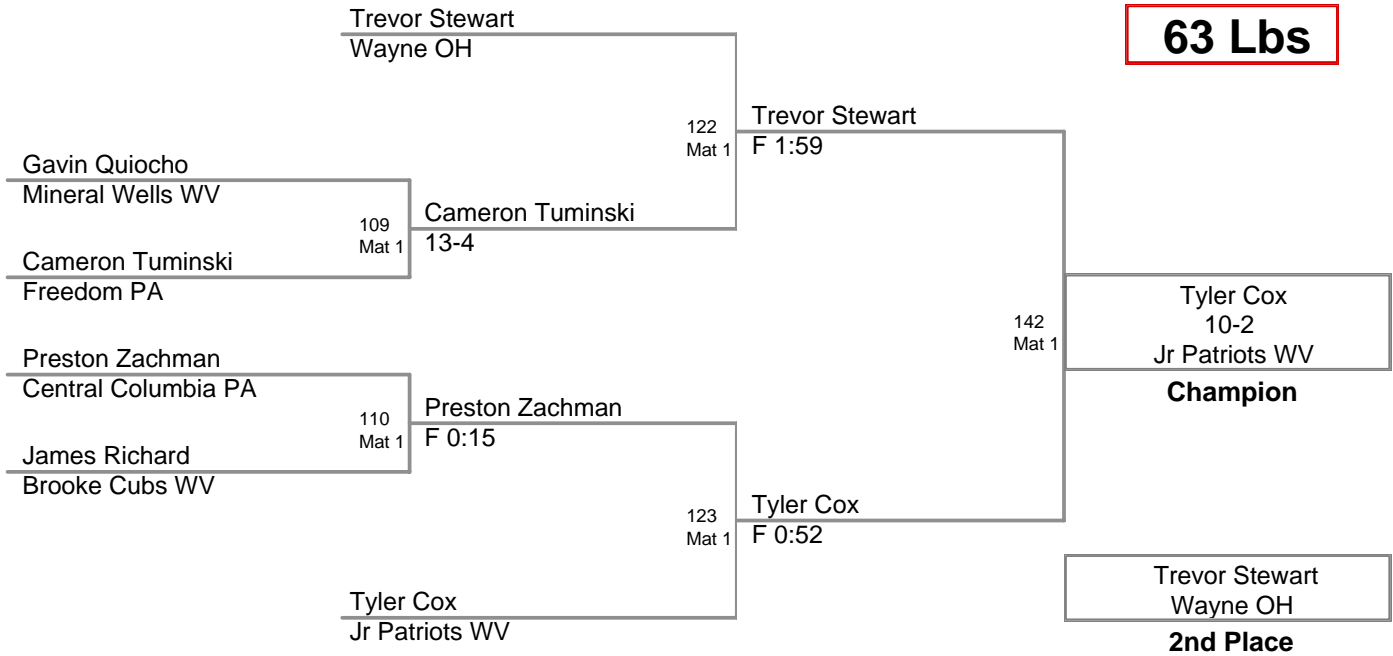 Trevor Stewart
Wayne OH
63 Lbs
122
Mat 1
Trevor Stewart
F 1:59
Gavin Quiocho
Mineral Wells WV
109
Mat 1
Cameron Tuminski
13-4
Cameron Tuminski
Freedom PA
142
Mat 1
Tyler Cox
10-2
Jr Patriots WV
Champion
Preston Zachman
Central Columbia PA
110
Mat 1
Preston Zachman
F 0:15
James Richard
Brooke Cubs WV
123
Mat 1
Tyler Cox
F 0:52
Tyler Cox
Jr Patriots WV
Trevor Stewart
Wayne OH
2nd Place